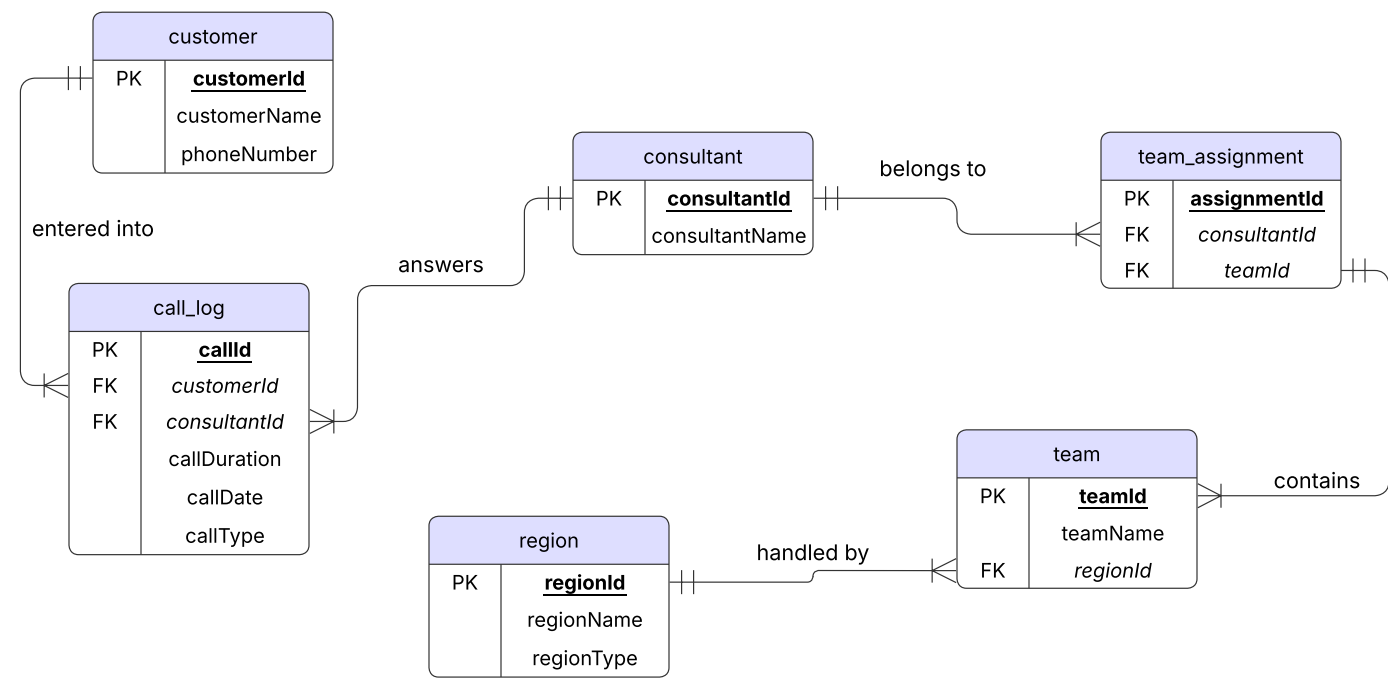 customer
PK customerId
customerName
phoneNumber
entered into
call_log
PK callId
FK customerId
FK consultantId
callDuration
callDate
callType
answers
consultant
PK consultantId
consultantName
belongs to
team_assignment
PK assignmentId
FK consultantId
FK teamId
contains
team
PK teamId
teamName
FK regionId
handled by
region
PK regionId
regionName
regionType